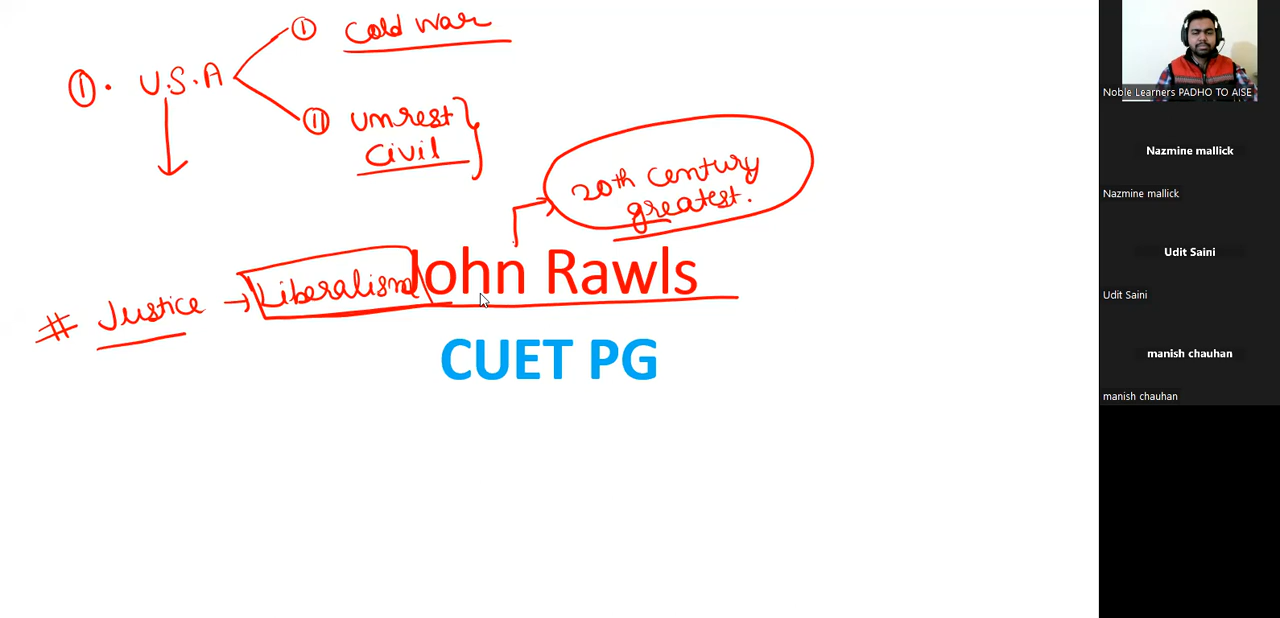 ① Cold War
①. U.S.A
⑪ unrest
civil
20th century
greatest.
John Rawls
# Justice → Liberalism
CUET PG
Noble Learners PADHO TO AISE
Nazmine mallick
Nazmine mallick
Udit Saini
Udit Saini
manish chauhan
manish chauhan